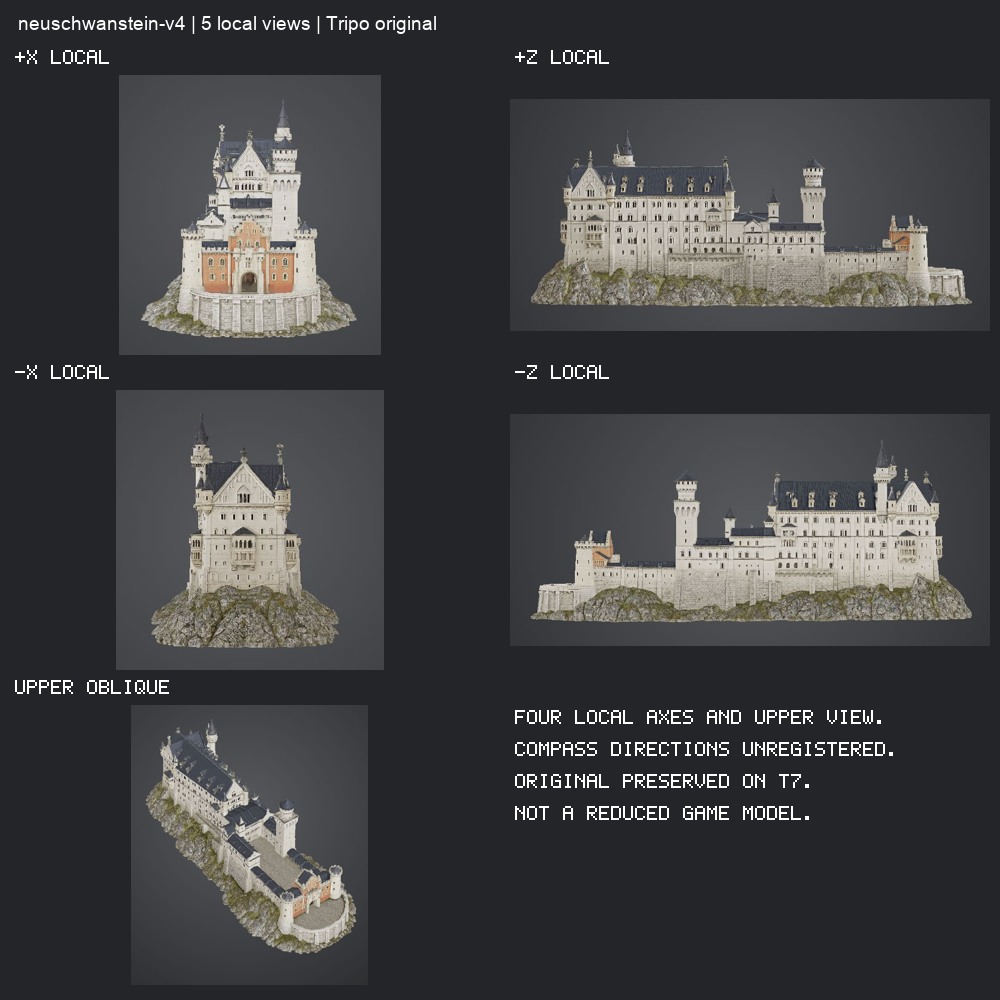 neuschwanstein-v4 | 5 local views | Tripo original
+X LOCAL
+Z LOCAL
-X LOCAL
-Z LOCAL
UPPER OBLIQUE
FOUR LOCAL AXES AND UPPER VIEW.
COMPASS DIRECTIONS UNREGISTERED.
ORIGINAL PRESERVED ON T7.
NOT A REDUCED GAME MODEL.